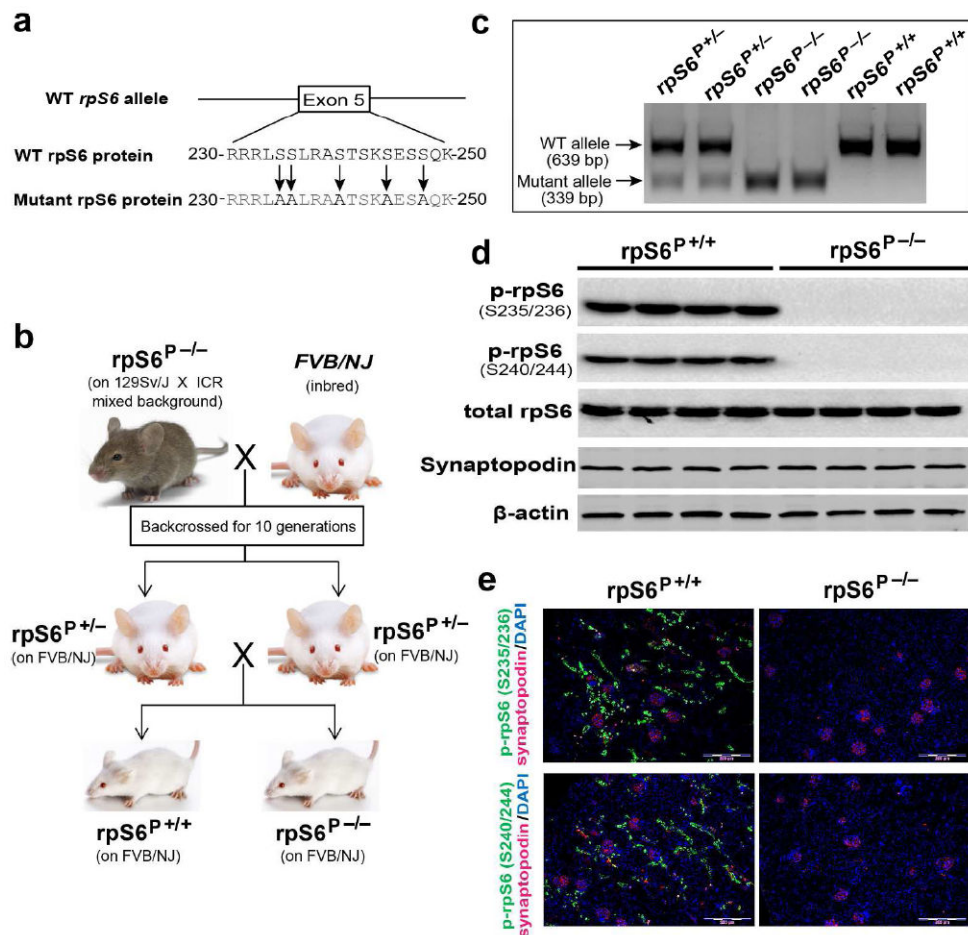 a
WT rpS6 allele
Exon 5
WT rpS6 protein
230-RRRLSSLRASTSKSESSQK-250
Mutant rpS6 protein
230-RRRLAALRAATSKAESAQK-250
b
rpS6P−/−
(on 129Sv/J X ICR
mixed background)
X
FVB/NJ
(inbred)
Backcrossed for 10 generations
rpS6P+/−
(on FVB/NJ)
X
rpS6P+/−
(on FVB/NJ)
rpS6P+/+
(on FVB/NJ)
rpS6P−/−
(on FVB/NJ)
c
rpS6P+/−
rpS6P+/−
rpS6P−/−
rpS6P−/−
rpS6P+/+
rpS6P+/+
WT allele
(639 bp)
Mutant allele
(339 bp)
d
rpS6P+/+
rpS6P−/−
p-rpS6
(S235/236)
p-rpS6
(S240/244)
total rpS6
Synaptopodin
β-actin
e
rpS6P+/+
rpS6P−/−
p-rpS6 (S235/236)
synaptopodin/DAPI
p-rpS6 (S240/244)
synaptopodin/DAPI